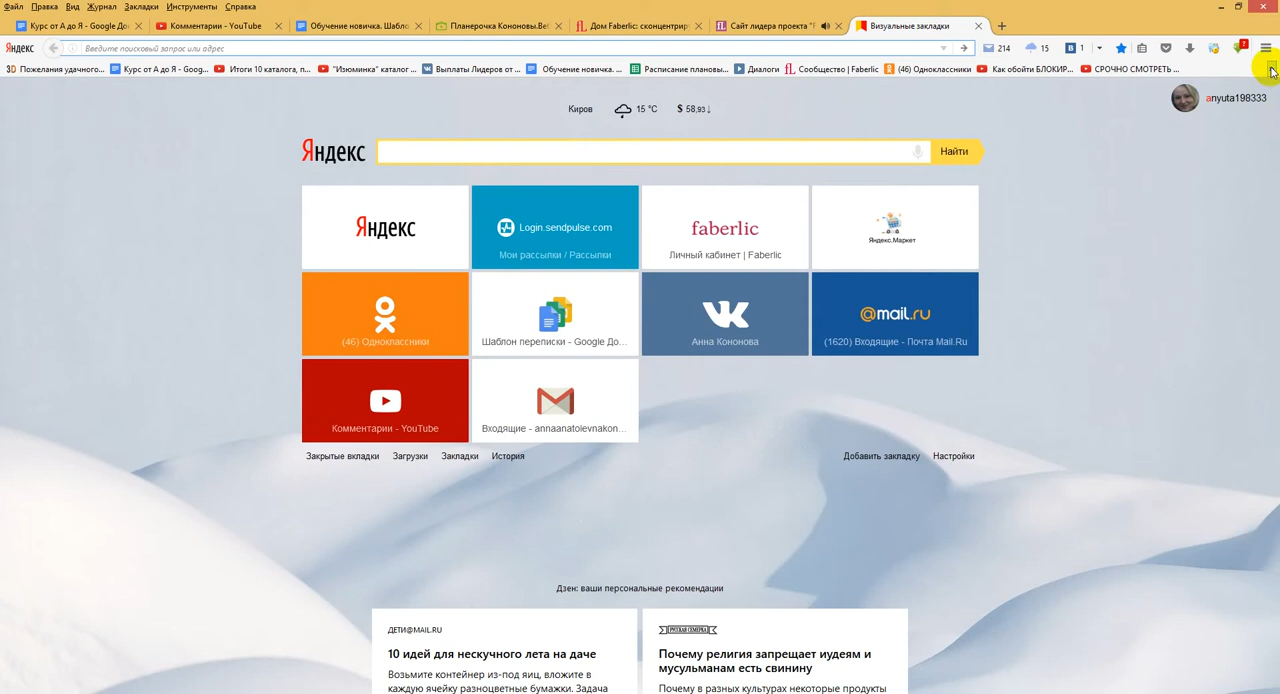 Файл Правка Вид Журнал Закладки Инструменты Справка
Курс от А до Я - Google До Комментарии - YouTube Обучение новичка. Шабло Планерочка Кононовы.Веб Дом Faberlic: сконцентрир Сайт лидера проекта "F Визуальные закладки
Яндекс Введите поисковый запрос или адрес 214 15 1 7
3D Пожелания удачного... Курс от А до Я - Goog... Итоги 10 каталога, п... "Изюминка" каталог ... Выплаты Лидеров от ... Обучение новичка. ... Расписание плановы... Диалоги Сообщество | Faberlic (46) Одноклассники Как обойти БЛОКИР... СРОЧНО СМОТРЕТЬ ...
Киров 15 °C $ 58,93↓ anyuta198333
Яндекс Найти
Яндекс
Login.sendpulse.com
Мои рассылки / Рассылки
faberlic
Личный кабинет | Faberlic
Яндекс.Маркет
(46) Одноклассники
Шаблон переписки - Google До...
Анна Кононова
@mail.ru
(1620) Входящие - Почта Mail.Ru
Комментарии - YouTube
Входящие - annaanatolevnakon...
Закрытые вкладки Загрузки Закладки История Добавить закладку Настройки
Дзен: ваши персональные рекомендации
ДЕТИ@MAIL.RU
10 идей для нескучного лета на даче
Возьмите контейнер из-под яиц, вложите в
каждую ячейку разноцветные бумажки. Задача
РУССКАЯ СЕМЕРКА
Почему религия запрещает иудеям и
мусульманам есть свинину
Почему в разных культурах некоторые продукты